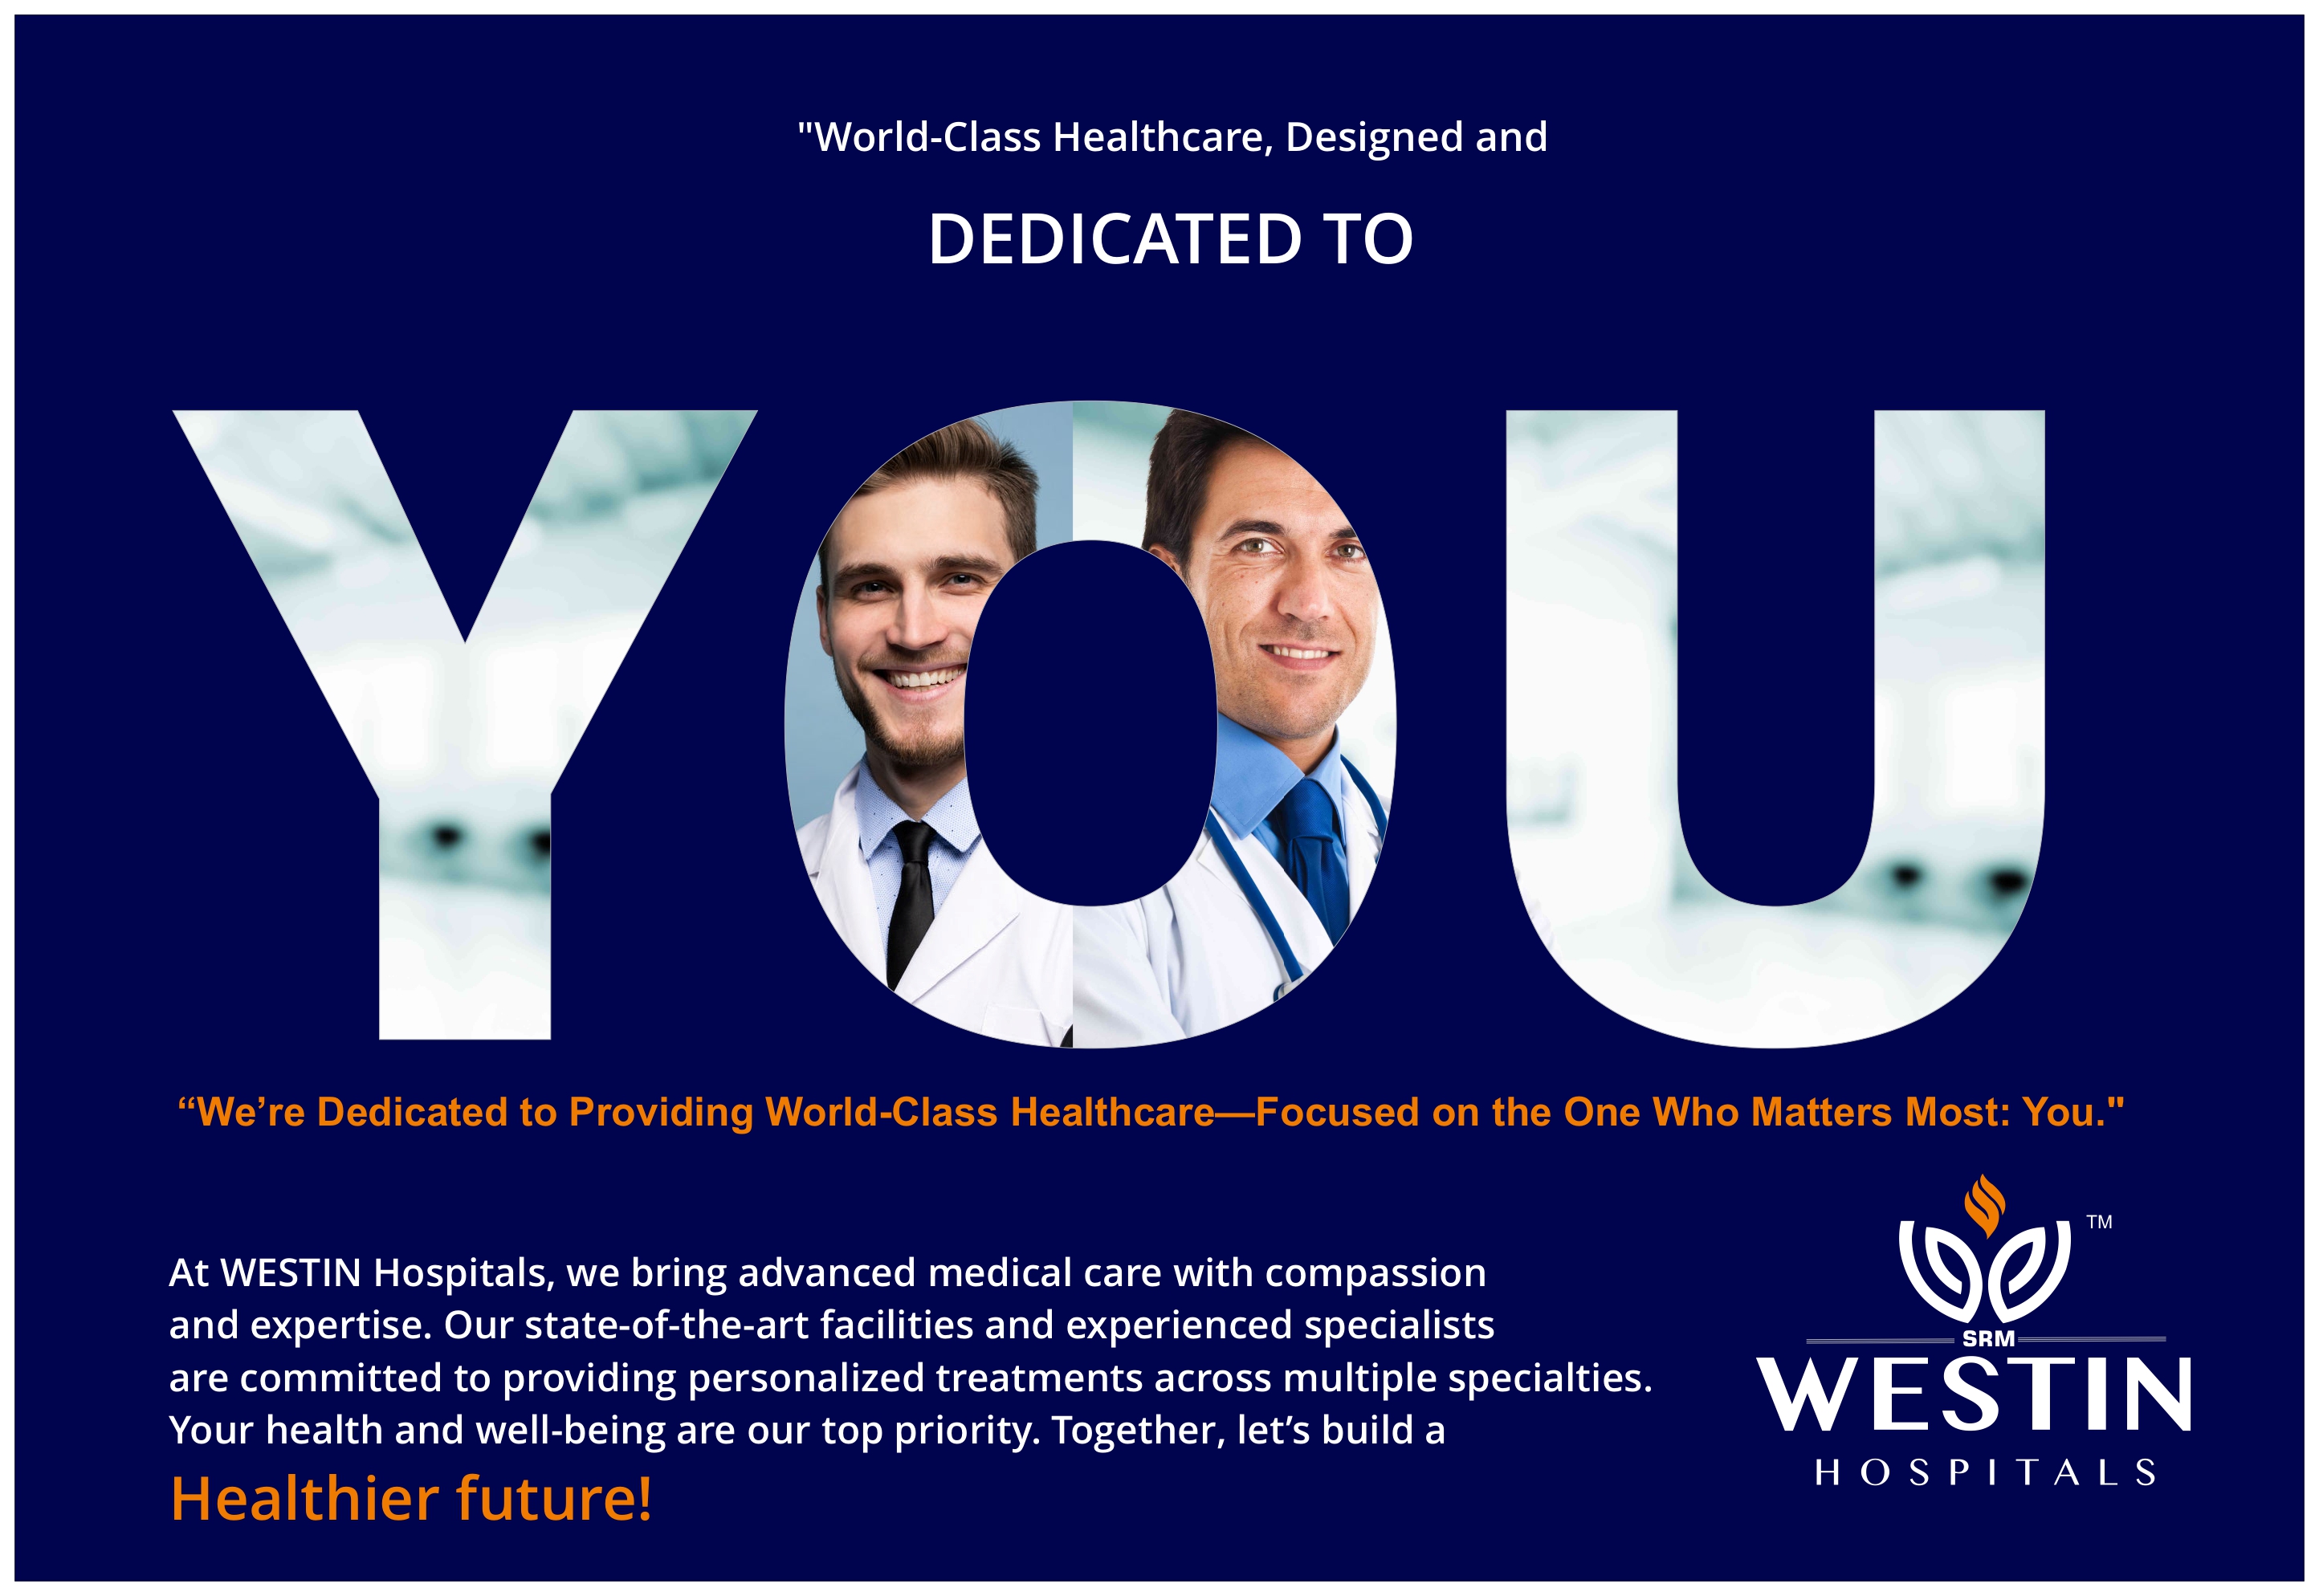 "World-Class Healthcare, Designed and
DEDICATED TO
YOU
“We’re Dedicated to Providing World-Class Healthcare—Focused on the One Who Matters Most: You."
At WESTIN Hospitals, we bring advanced medical care with compassion
and expertise. Our state-of-the-art facilities and experienced specialists
are committed to providing personalized treatments across multiple specialties.
Your health and well-being are our top priority. Together, let’s build a
Healthier future!
TM
SRM
WESTIN
HOSPITALS